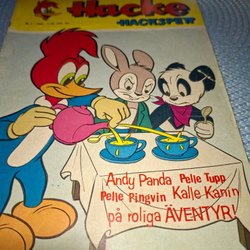 Hacke
HACKSPETT
Andy Panda Pelle Tupp
Pelle Pingvin Kalle Kanin
på roliga ÄVENTYR!